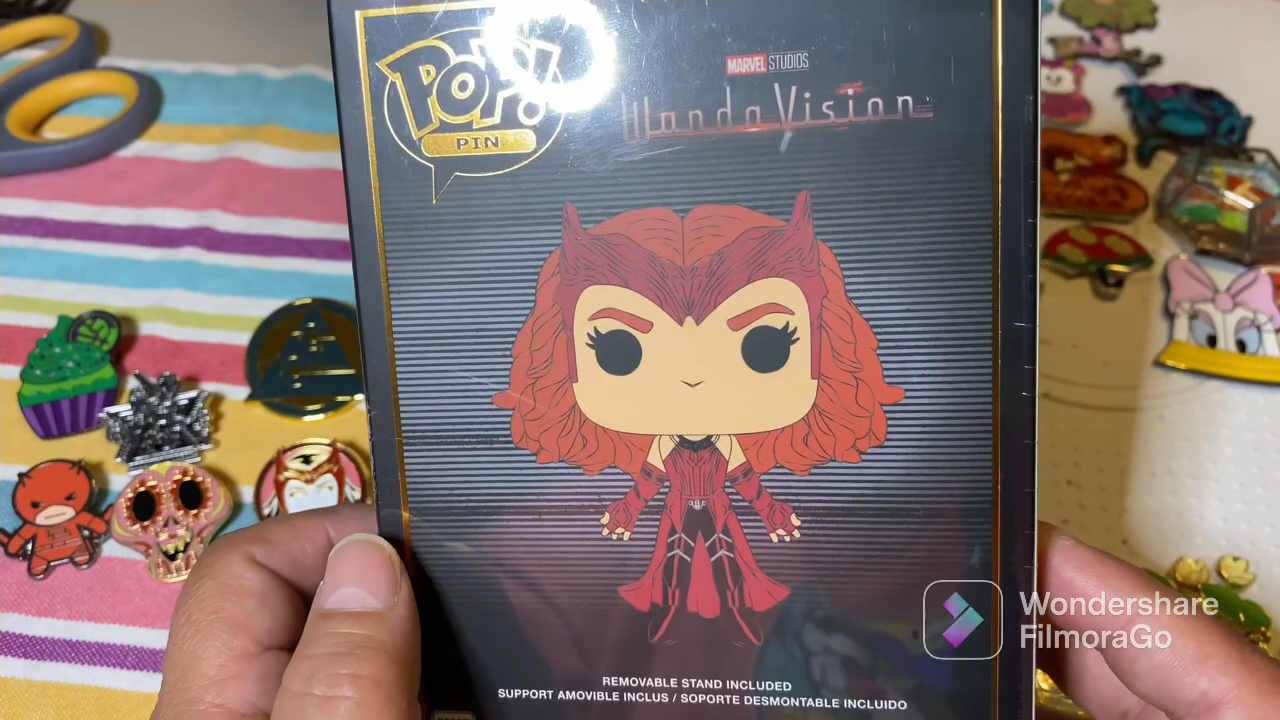 POP!
PIN
MARVEL STUDIOS
WandaVision
REMOVABLE STAND INCLUDED
SUPPORT AMOVIBLE INCLUS / SOPORTE DESMONTABLE INCLUIDO
Wondershare
FilmoraGo